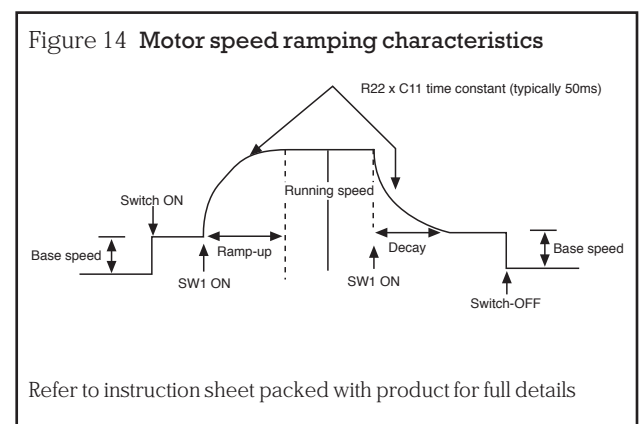 Figure 14 Motor speed ramping characteristics
R22 x C11 time constant (typically 50ms)
Switch ON
Running speed
Base speed
Ramp-up
Decay
Base speed
SW1 ON
SW1 ON
Switch-OFF
Refer to instruction sheet packed with product for full details